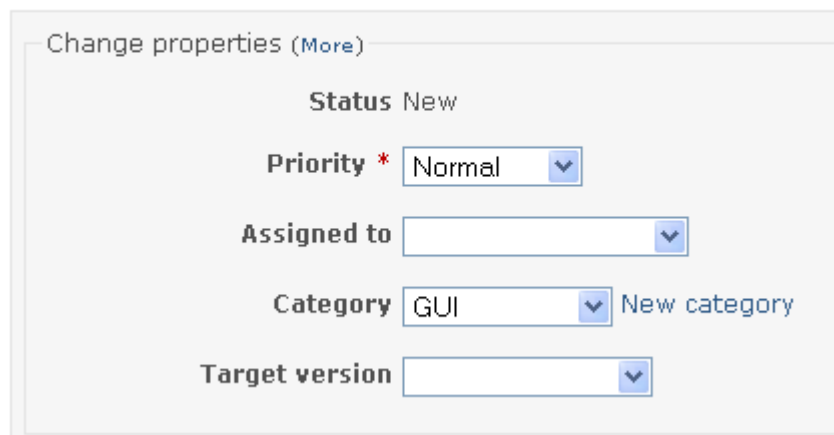 Change properties (More)
Status New
Priority * Normal
Assigned to
Category GUI New category
Target version